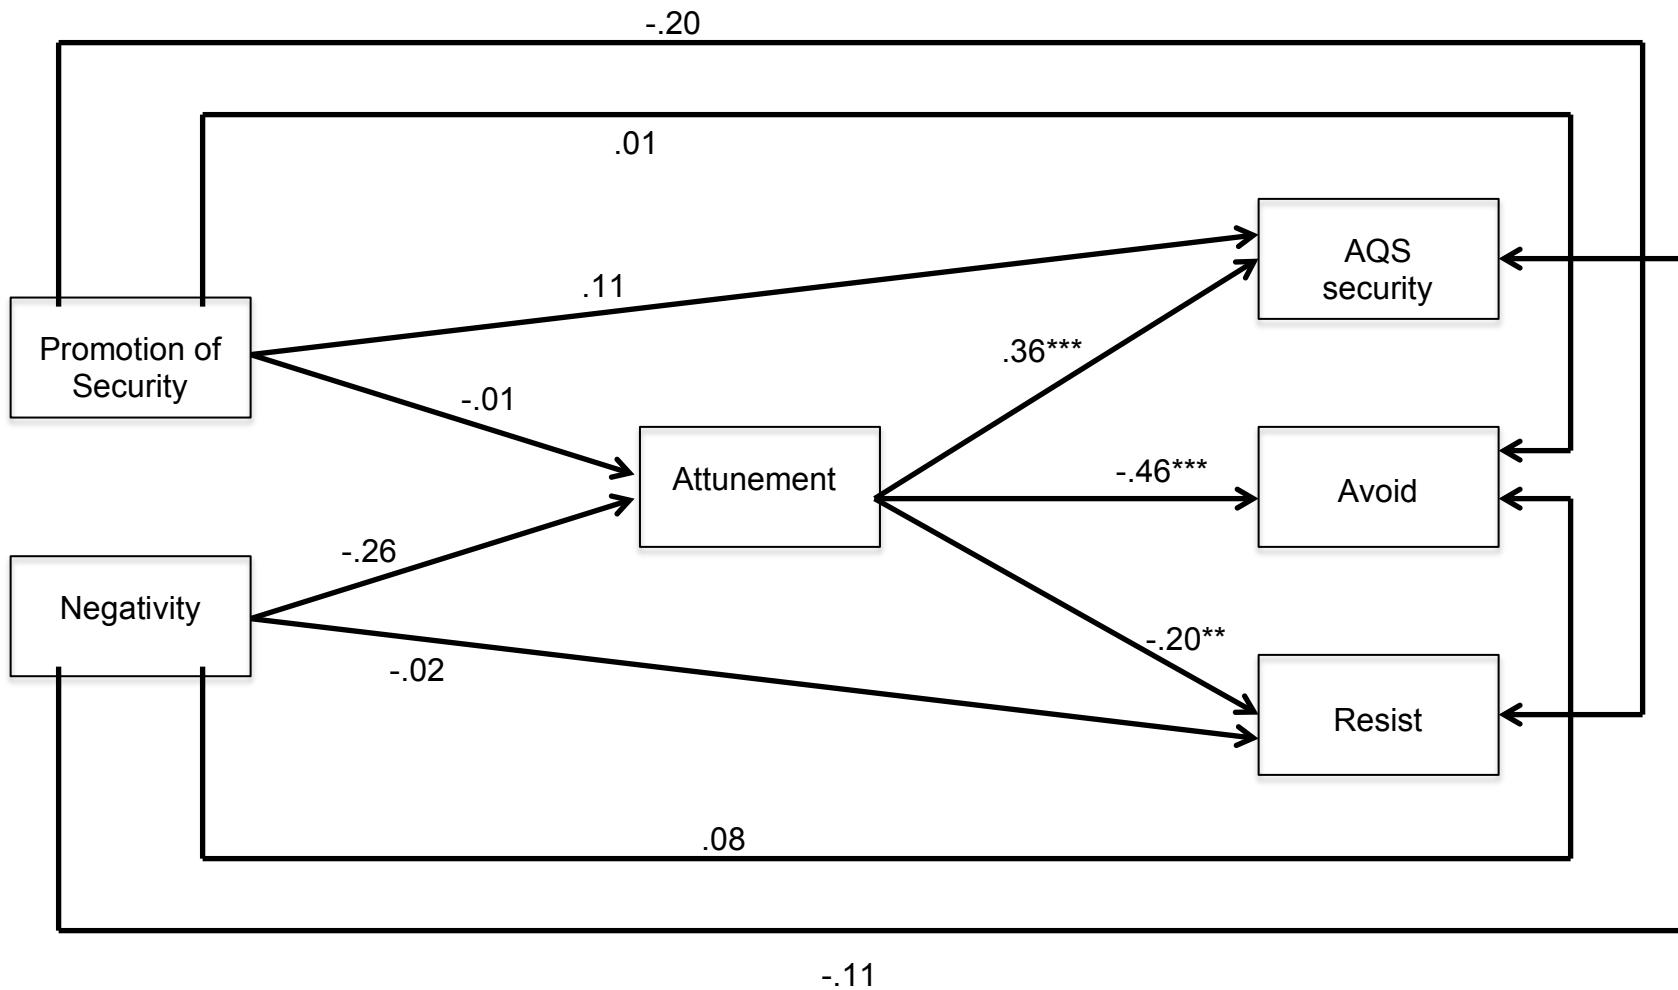 -.20
.01
AQS
security
.11
Promotion of
Security
.36***
-.01
Attunement
-.46***
Avoid
-.26
Negativity
-.20**
-.02
Resist
.08
-.11